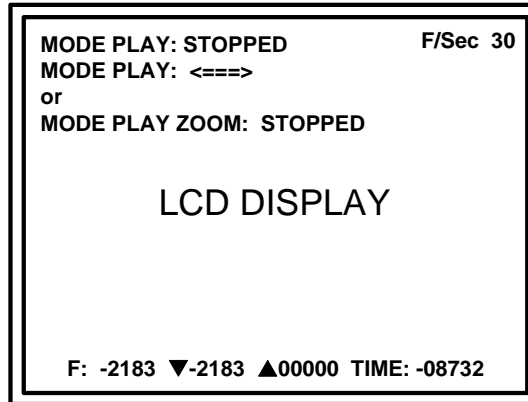 MODE PLAY: STOPPED F/Sec 30
MODE PLAY: <===>
or
MODE PLAY ZOOM: STOPPED
LCD DISPLAY
F: -2183 ▼-2183 ▲00000 TIME: -08732